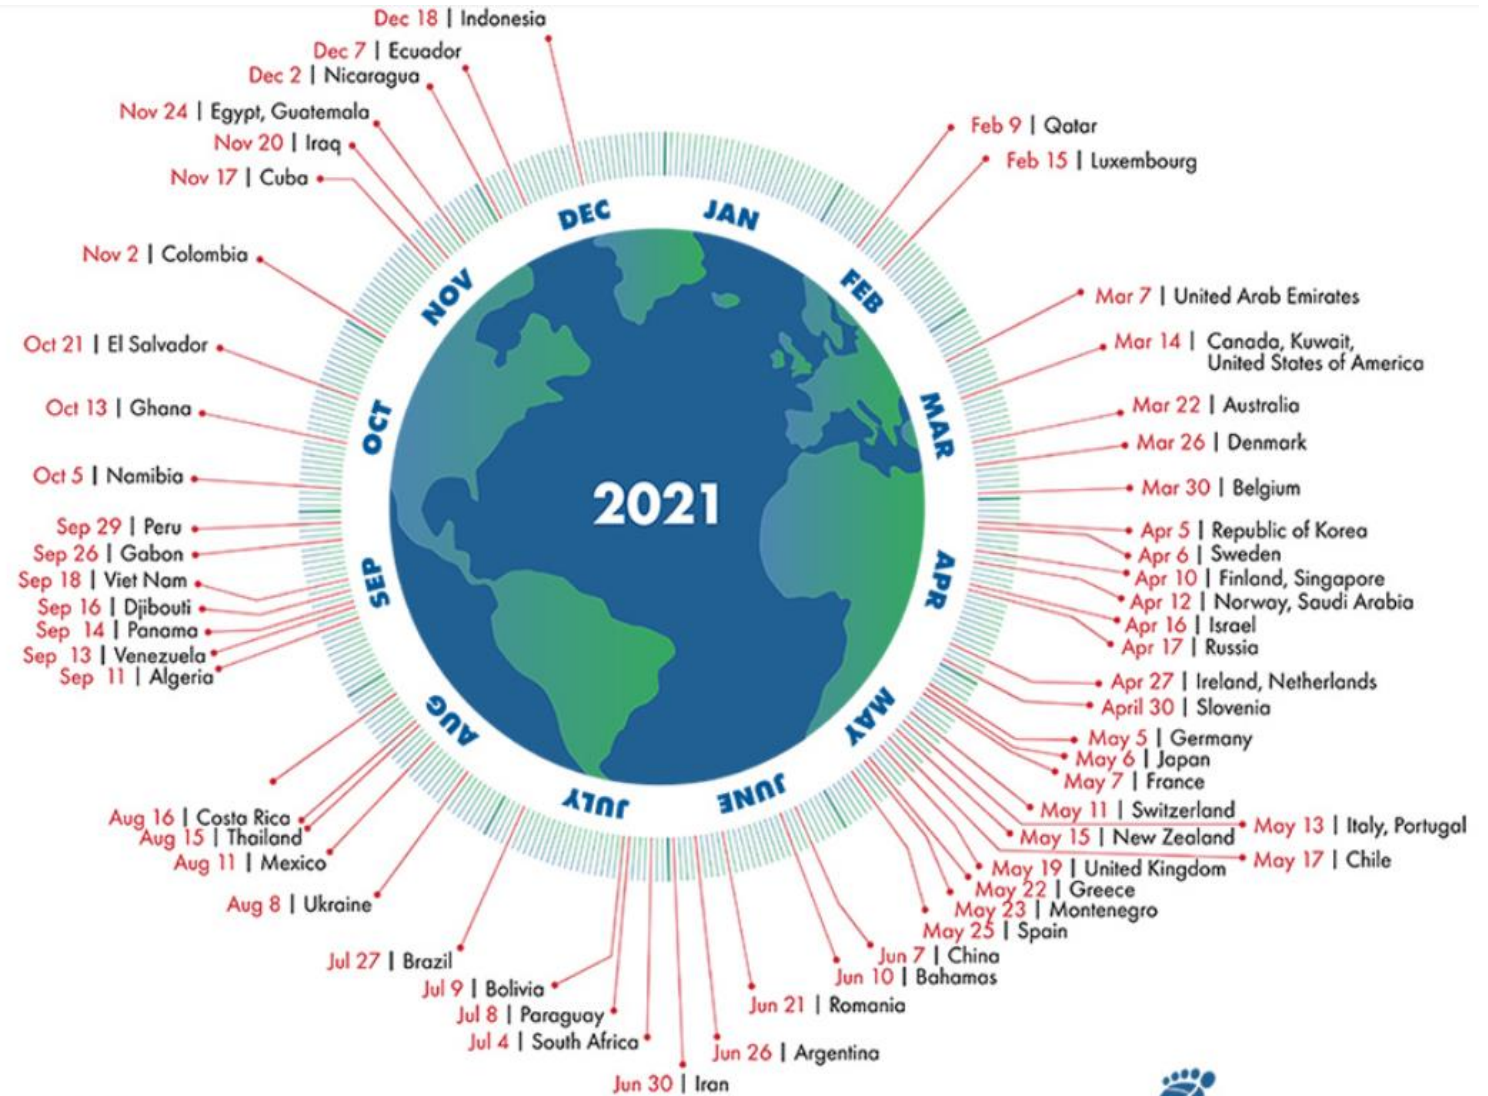 Dec 18 | Indonesia
Dec 7 | Ecuador
Dec 2 | Nicaragua
Nov 24 | Egypt, Guatemala
Nov 20 | Iraq
Nov 17 | Cuba
Nov 2 | Colombia
Oct 21 | El Salvador
Oct 13 | Ghana
Oct 5 | Namibia
Sep 29 | Peru
Sep 26 | Gabon
Sep 18 | Viet Nam
Sep 16 | Djibouti
Sep 14 | Panama
Sep 13 | Venezuela
Sep 11 | Algeria
Aug 16 | Costa Rica
Aug 15 | Thailand
Aug 11 | Mexico
Aug 8 | Ukraine
Jul 27 | Brazil
Jul 9 | Bolivia
Jul 8 | Paraguay
Jul 4 | South Africa
Jun 30 | Iran
JAN
FEB
MAR
APR
MAY
JUNE
JULY
AUG
SEP
OCT
NOV
DEC
2021
Feb 9 | Qatar
Feb 15 | Luxembourg
Mar 7 | United Arab Emirates
Mar 14 | Canada, Kuwait,
United States of America
Mar 22 | Australia
Mar 26 | Denmark
Mar 30 | Belgium
Apr 5 | Republic of Korea
Apr 6 | Sweden
Apr 10 | Finland, Singapore
Apr 12 | Norway, Saudi Arabia
Apr 16 | Israel
Apr 17 | Russia
Apr 27 | Ireland, Netherlands
April 30 | Slovenia
May 5 | Germany
May 6 | Japan
May 7 | France
May 11 | Switzerland
May 13 | Italy, Portugal
May 15 | New Zealand
May 17 | Chile
May 19 | United Kingdom
May 22 | Greece
May 23 | Montenegro
May 25 | Spain
Jun 7 | China
Jun 10 | Bahamas
Jun 21 | Romania
Jun 26 | Argentina